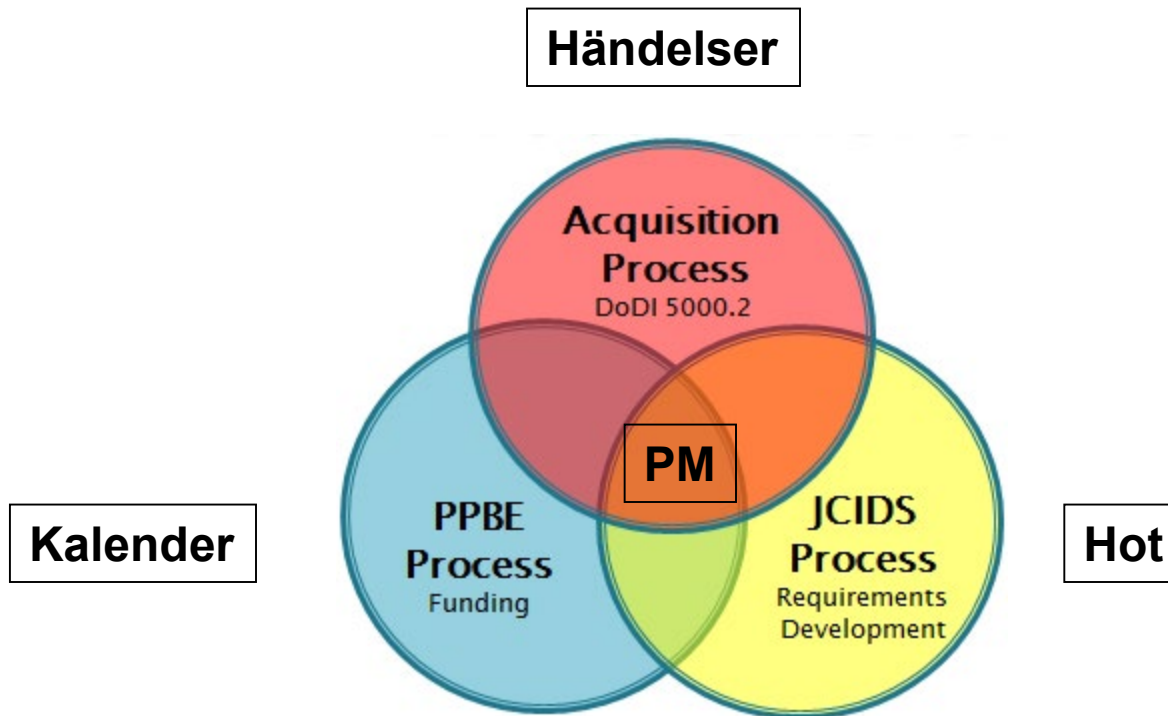 Händelser
Acquisition
Process
DoDI 5000.2
PM
Kalender
PPBE
Process
Funding
JCIDS
Process
Requirements
Development
Hot